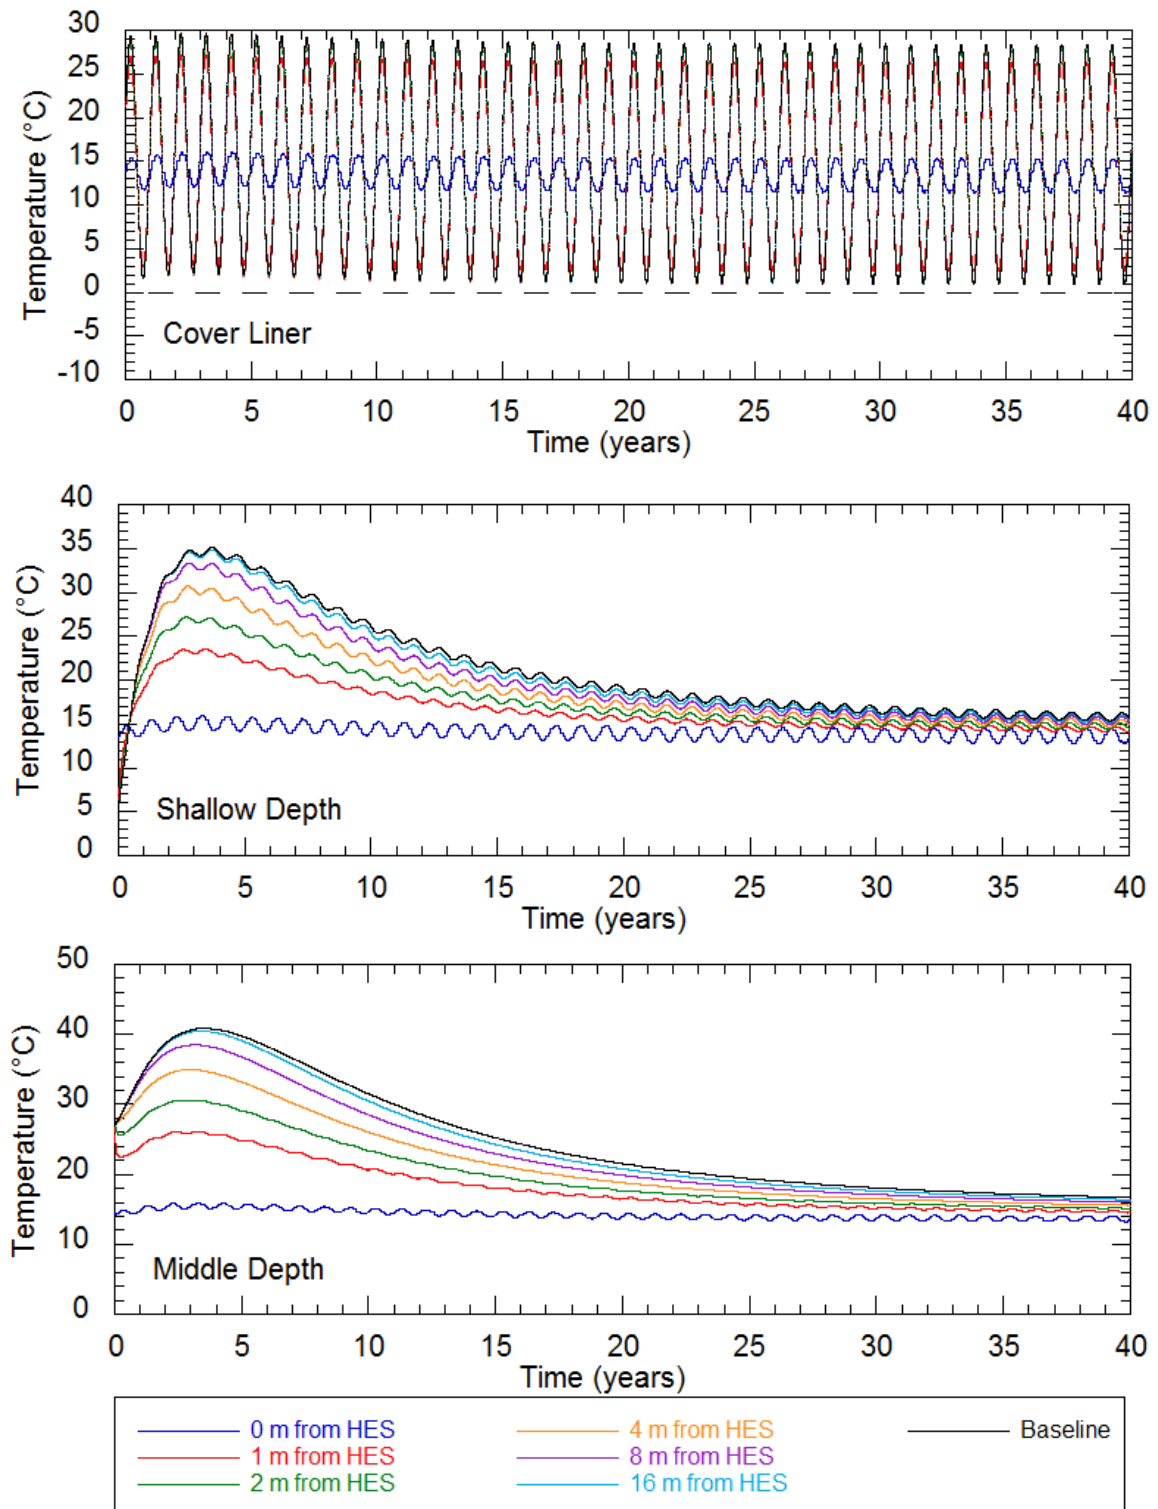 30
25
20
15
10
5
0
-5
-10
Temperature (°C)
Cover Liner
0 5 10 15 20 25 30 35 40
Time (years)
40
35
30
25
20
15
10
5
0
Temperature (°C)
Shallow Depth
0 5 10 15 20 25 30 35 40
Time (years)
50
40
30
20
10
0
Temperature (°C)
Middle Depth
0 5 10 15 20 25 30 35 40
Time (years)
0 m from HES 4 m from HES Baseline
1 m from HES 8 m from HES
2 m from HES 16 m from HES